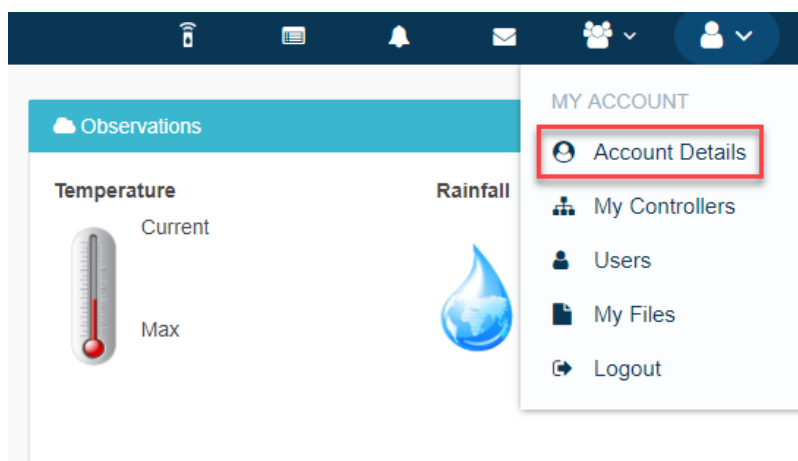 MY ACCOUNT
Account Details
My Controllers
Users
My Files
Logout
Observations
Temperature
Current
Max
Rainfall